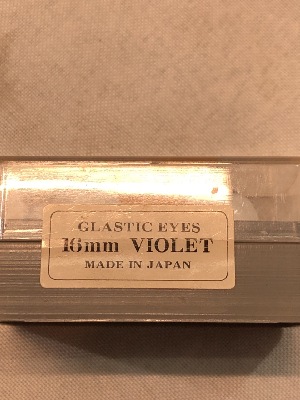 GLASTIC EYES
16mm VIOLET
MADE IN JAPAN